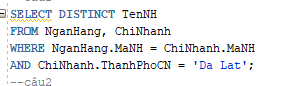 SELECT DISTINCT TenNH
FROM NganHang, ChiNhanh
WHERE NganHang.MaNH = ChiNhanh.MaNH
AND ChiNhanh.ThanhPhoCN = 'Da Lat';
--câu2